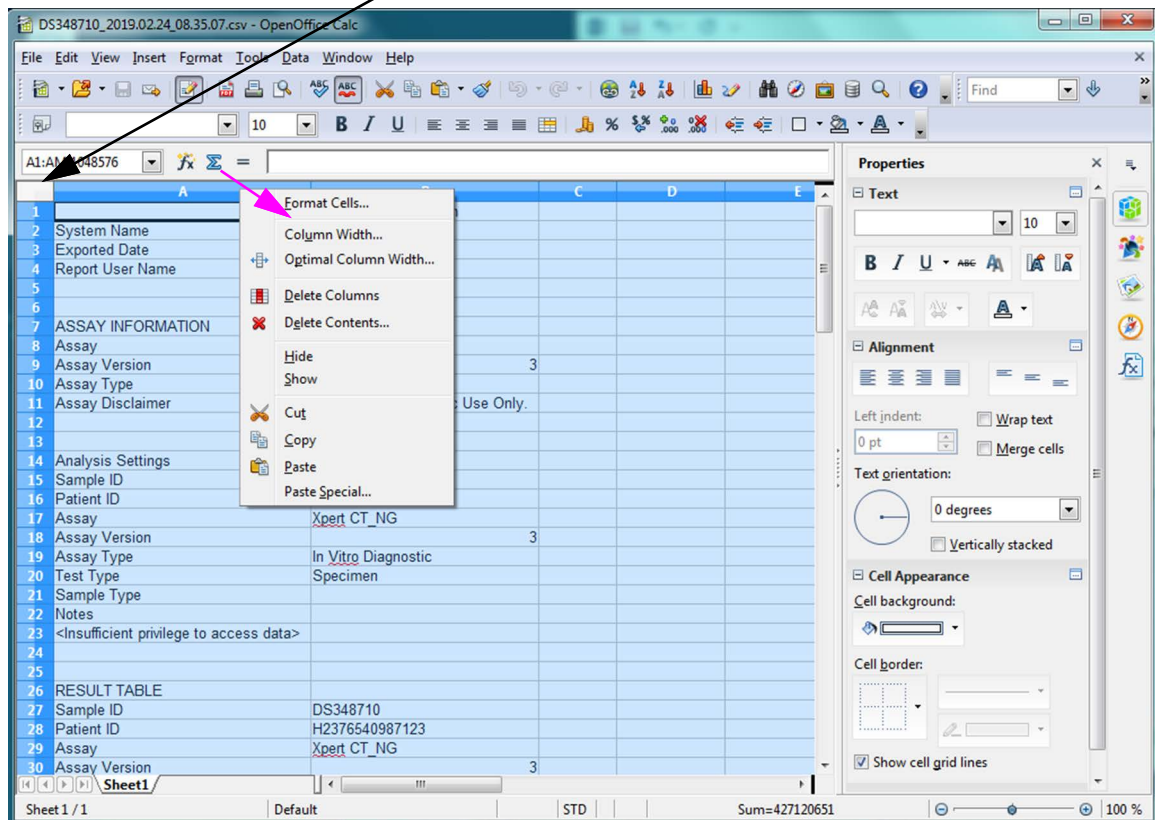 DS348710_2019.02.24_08.35.07.csv - OpenOffice Calc
File Edit View Insert Format Tools Data Window Help
Find
10 B I U
A1:AMJ1048576
Properties
A C D E
Text
10
B I U ABC
Alignment
Left indent: Wrap text
0 pt Merge cells
Text orientation:
0 degrees
Vertically stacked
Cell Appearance
Cell background:
Cell border:
Show cell grid lines
Format Cells...
Column Width...
Optimal Column Width...
Delete Columns
Delete Contents...
Hide
Show
Cut
Copy
Paste
Paste Special...
1
2 System Name
3 Exported Date
4 Report User Name
5
6
7 ASSAY INFORMATION
8 Assay
9 Assay Version 3
10 Assay Type
11 Assay Disclaimer Use Only.
12
13
14 Analysis Settings
15 Sample ID
16 Patient ID
17 Assay Xpert CT_NG
18 Assay Version 3
19 Assay Type In Vitro Diagnostic
20 Test Type Specimen
21 Sample Type
22 Notes
23 <Insufficient privilege to access data>
24
25
26 RESULT TABLE
27 Sample ID DS348710
28 Patient ID H2376540987123
29 Assay Xpert CT_NG
30 Assay Version 3
Sheet1
Sheet 1 / 1 Default STD Sum=427120651 100 %